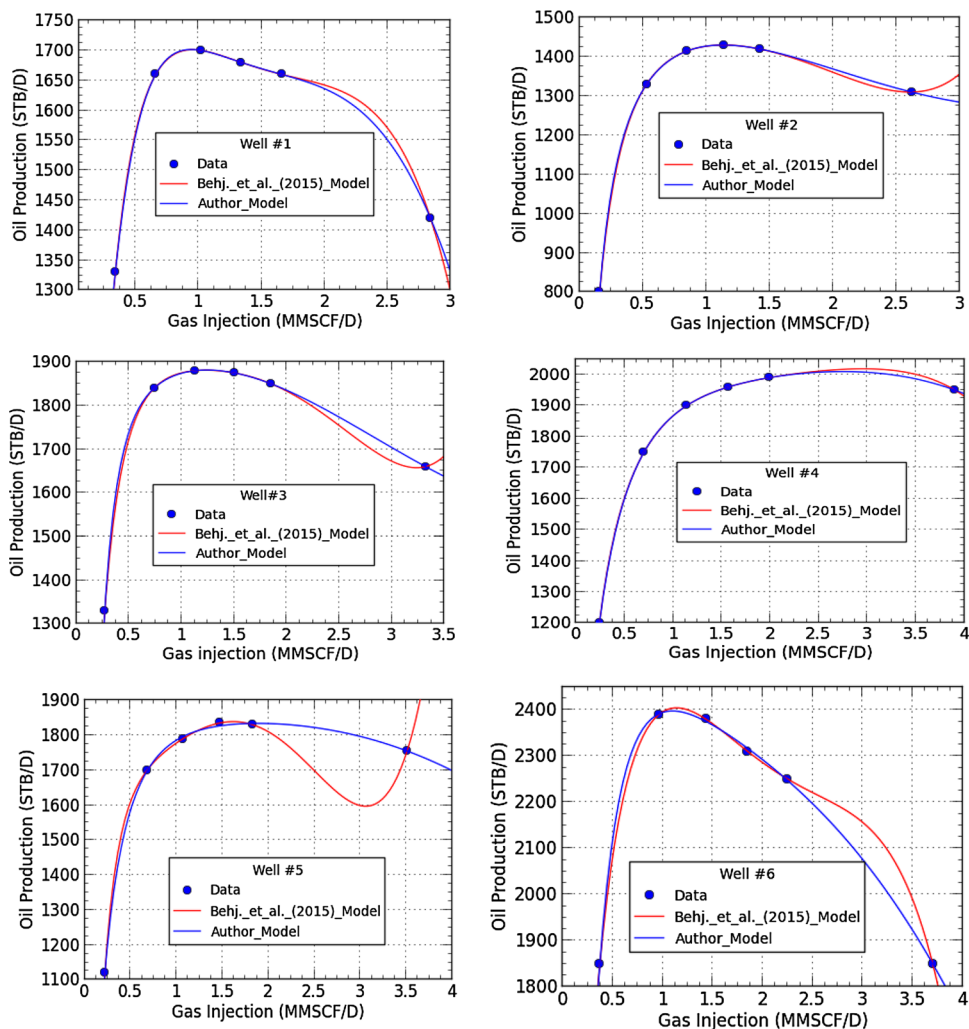 1700
1650
1600
1550
1500
1450
1400
1350
1300
Oil Production (STB/D)
Well #1
Data
Behj._et_al._(2015)_Model
Author_Model
0.5 1 1.5 2 2.5 3
Gas Injection (MMSCF/D)
1500
1400
1300
1200
1100
1000
900
800
Oil Production (STB/D)
Well #2
Data
Behj._et_al._(2015)_Model
Author_Model
0 0.5 1 1.5 2 2.5 3
Gas Injection (MMSCF/D)
1900
1800
1700
1600
1500
1400
1300
Oil Production (STB/D)
Well#3
Data
Behj._et_al._(2015)_Model
Author_Model
0 0.5 1 1.5 2 2.5 3 3.5
Gas injection (MMSCF/D)
2000
1900
1800
1700
1600
1500
1400
1300
1200
Oil Production (STB/D)
Well #4
Data
Behj._et_al._(2015)_Model
Author_Model
0 0.5 1 1.5 2 2.5 3 3.5 4
Gas Injection (MMSCF/D)
1900
1800
1700
1600
1500
1400
1300
1200
1100
Oil Production (STB/D)
Well #5
Data
Behj._et_al._(2015)_Model
Author_Model
0 0.5 1 1.5 2 2.5 3 3.5 4
Gas Injection (MMSCF/D)
2400
2300
2200
2100
2000
1900
1800
Oil Production (STB/D)
Well #6
Data
Behj._et_al._(2015)_Model
Author_Model
0 0.5 1 1.5 2 2.5 3 3.5 4
Gas Injection (MMSCF/D)